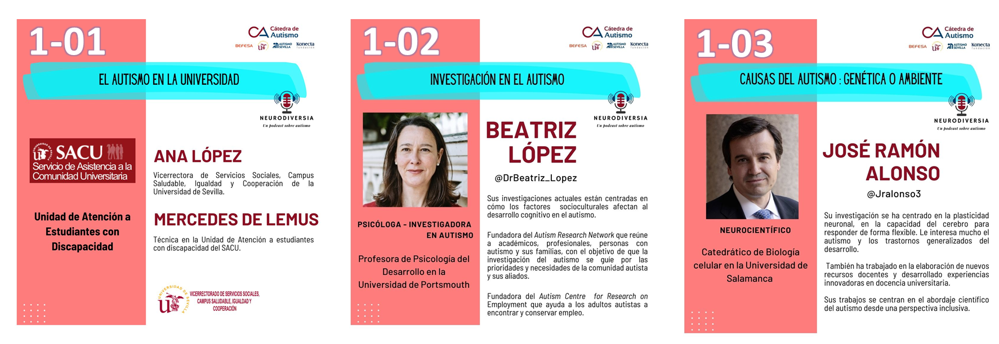 1-01
Cátedra de
Autismo
BEFESA
AUTISMO
SEVILLA
Konecta
fundación
EL AUTISMO EN LA UNIVERSIDAD
NEURODIVERSIA
Un podcast sobre autismo
SACU
Servicio de Asistencia a la
Comunidad Universitaria
Unidad de Atención a
Estudiantes con
Discapacidad
ANA LÓPEZ
Vicerrectora de Servicios Sociales, Campus
Saludable, Igualdad y Cooperación de la
Universidad de Sevilla.
MERCEDES DE LEMUS
Técnica en la Unidad de Atención a estudiantes
con discapacidad del SACU.
UNIVERSIDAD DE SEVILLA
VICERRECTORADO DE SERVICIOS SOCIALES,
CAMPUS SALUDABLE, IGUALDAD Y
COOPERACIÓN
1-02
Cátedra de
Autismo
BEFESA
AUTISMO
SEVILLA
Konecta
fundación
INVESTIGACIÓN EN EL AUTISMO
NEURODIVERSIA
Un podcast sobre autismo
PSICÓLOGA - INVESTIGADORA
EN AUTISMO
Profesora de Psicología del
Desarrollo en la
Universidad de Portsmouth
BEATRIZ
LÓPEZ
@DrBeatriz_Lopez
Sus investigaciones actuales están centradas en
cómo los factores socioculturales afectan al
desarrollo cognitivo en el autismo.
Fundadora del Autism Research Network que reúne
a académicos, profesionales, personas con
autismo y sus familias, con el objetivo de que la
investigación del autismo se guíe por las
prioridades y necesidades de la comunidad autista
y sus aliados.
Fundadora del Autism Centre for Research on
Employment que ayuda a los adultos autistas a
encontrar y conservar empleo.
1-03
Cátedra de
Autismo
BEFESA
AUTISMO
SEVILLA
Konecta
fundación
CAUSAS DEL AUTISMO : GENÉTICA O AMBIENTE
NEURODIVERSIA
Un podcast sobre autismo
NEUROCIENTÍFICO
Catedrático de Biología
celular en la Universidad de
Salamanca
JOSÉ RAMÓN
ALONSO
@Jralonso3
Su investigación se ha centrado en la plasticidad
neuronal, en la capacidad del cerebro para
responder de forma flexible. Le interesa mucho el
autismo y los trastornos generalizados del
desarrollo.
También ha trabajado en la elaboración de nuevos
recursos docentes y desarrollado experiencias
innovadoras en docencia universitaria.
Sus trabajos se centran en el abordaje científico
del autismo desde una perspectiva inclusiva.